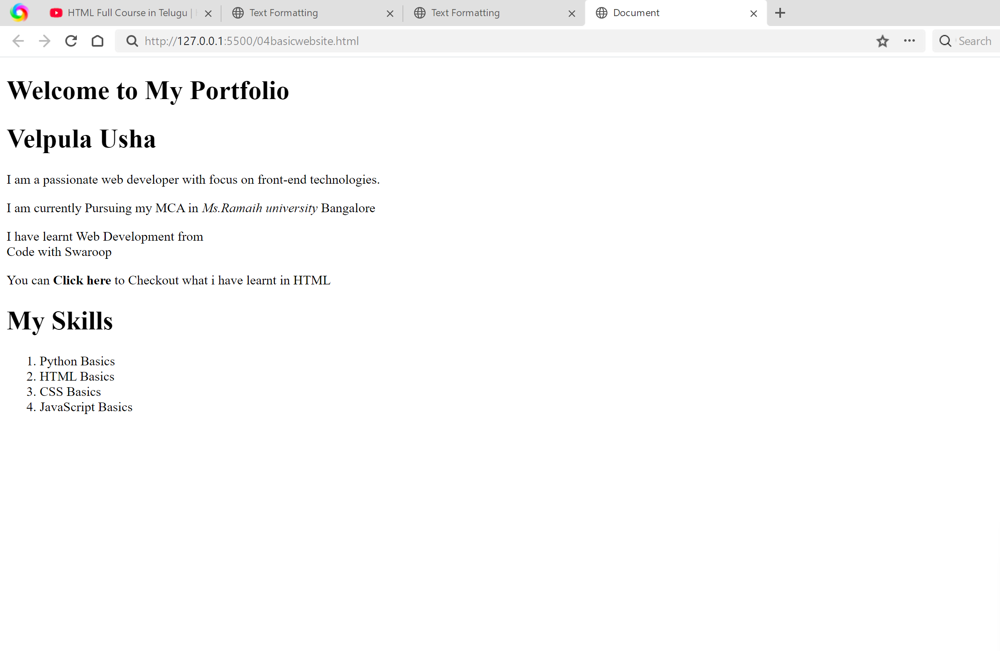 HTML Full Course in Telugu |
Text Formatting
Text Formatting
Document
http://127.0.0.1:5500/04basicwebsite.html
Search
Welcome to My Portfolio
Velpula Usha
I am a passionate web developer with focus on front-end technologies.
I am currently Pursuing my MCA in Ms.Ramaih university Bangalore
I have learnt Web Development from
Code with Swaroop
You can Click here to Checkout what i have learnt in HTML
My Skills
1. Python Basics
2. HTML Basics
3. CSS Basics
4. JavaScript Basics